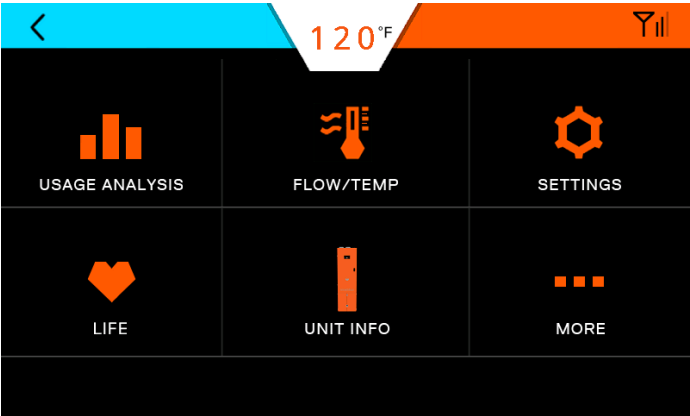 120°F
USAGE ANALYSIS
FLOW/TEMP
SETTINGS
LIFE
UNIT INFO
MORE